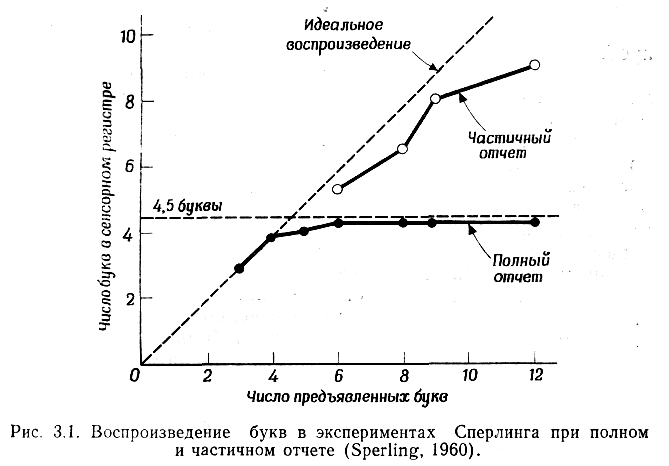 10
8
6
4
2
0
2
4
6
8
10
12
Число букв в сенсорном регистре
Идеальное
воспроизведение
Частичный
отчет
4,5 буквы
Полный
отчет
Число предъявленных букв
Рис. 3.1. Воспроизведение букв в экспериментах Сперлинга при полном
и частичном отчете (Sperling, 1960).